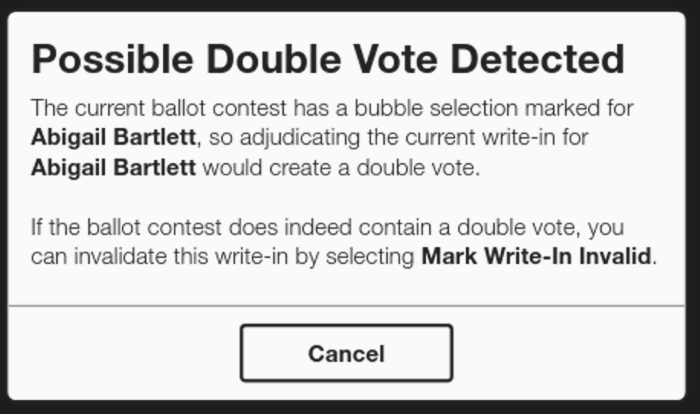 Possible Double Vote Detected
The current ballot contest has a bubble selection marked for
Abigail Bartlett, so adjudicating the current write-in for
Abigail Bartlett would create a double vote.
If the ballot contest does indeed contain a double vote, you
can invalidate this write-in by selecting Mark Write-In Invalid.
Cancel